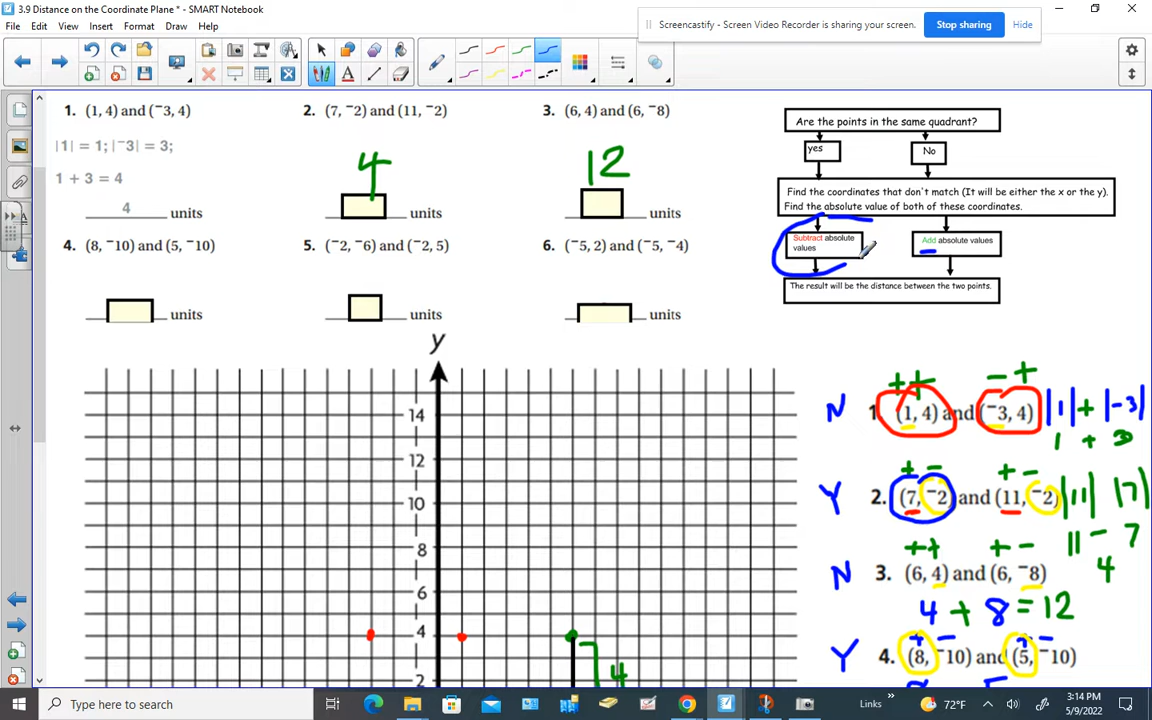 3.9 Distance on the Coordinate Plane * - SMART Notebook
File Edit View Insert Format Draw Help
Screencastify - Screen Video Recorder is sharing your screen.
Stop sharing
Hide
1. (1, 4) and (⁻3, 4)
|1| = 1; |⁻3| = 3;
1 + 3 = 4
4 units
2. (7, ⁻2) and (11, ⁻2)
4
units
3. (6, 4) and (6, ⁻8)
12
units
4. (8, ⁻10) and (5, ⁻10)
units
5. (⁻2, ⁻6) and (⁻2, 5)
units
6. (⁻5, 2) and (⁻5, ⁻4)
units
Are the points in the same quadrant?
yes
No
Find the coordinates that don't match (It will be either the x or the y).
Find the absolute value of both of these coordinates.
Subtract absolute
values
Add absolute values
The result will be the distance between the two points.
y
14
12
10
8
6
4
2
4
+ + − +
N 1. (1, 4) and (⁻3, 4) |1| + |-3|
1 + 3
+ − + −
Y 2. (7, ⁻2) and (11, ⁻2) |11| |7|
11 − 7
4
+ + + −
N 3. (6, 4) and (6, ⁻8)
4 + 8 = 12
+ − + −
Y 4. (8, ⁻10) and (5, ⁻10)
Type here to search
Links
72°F
3:14 PM
5/9/2022